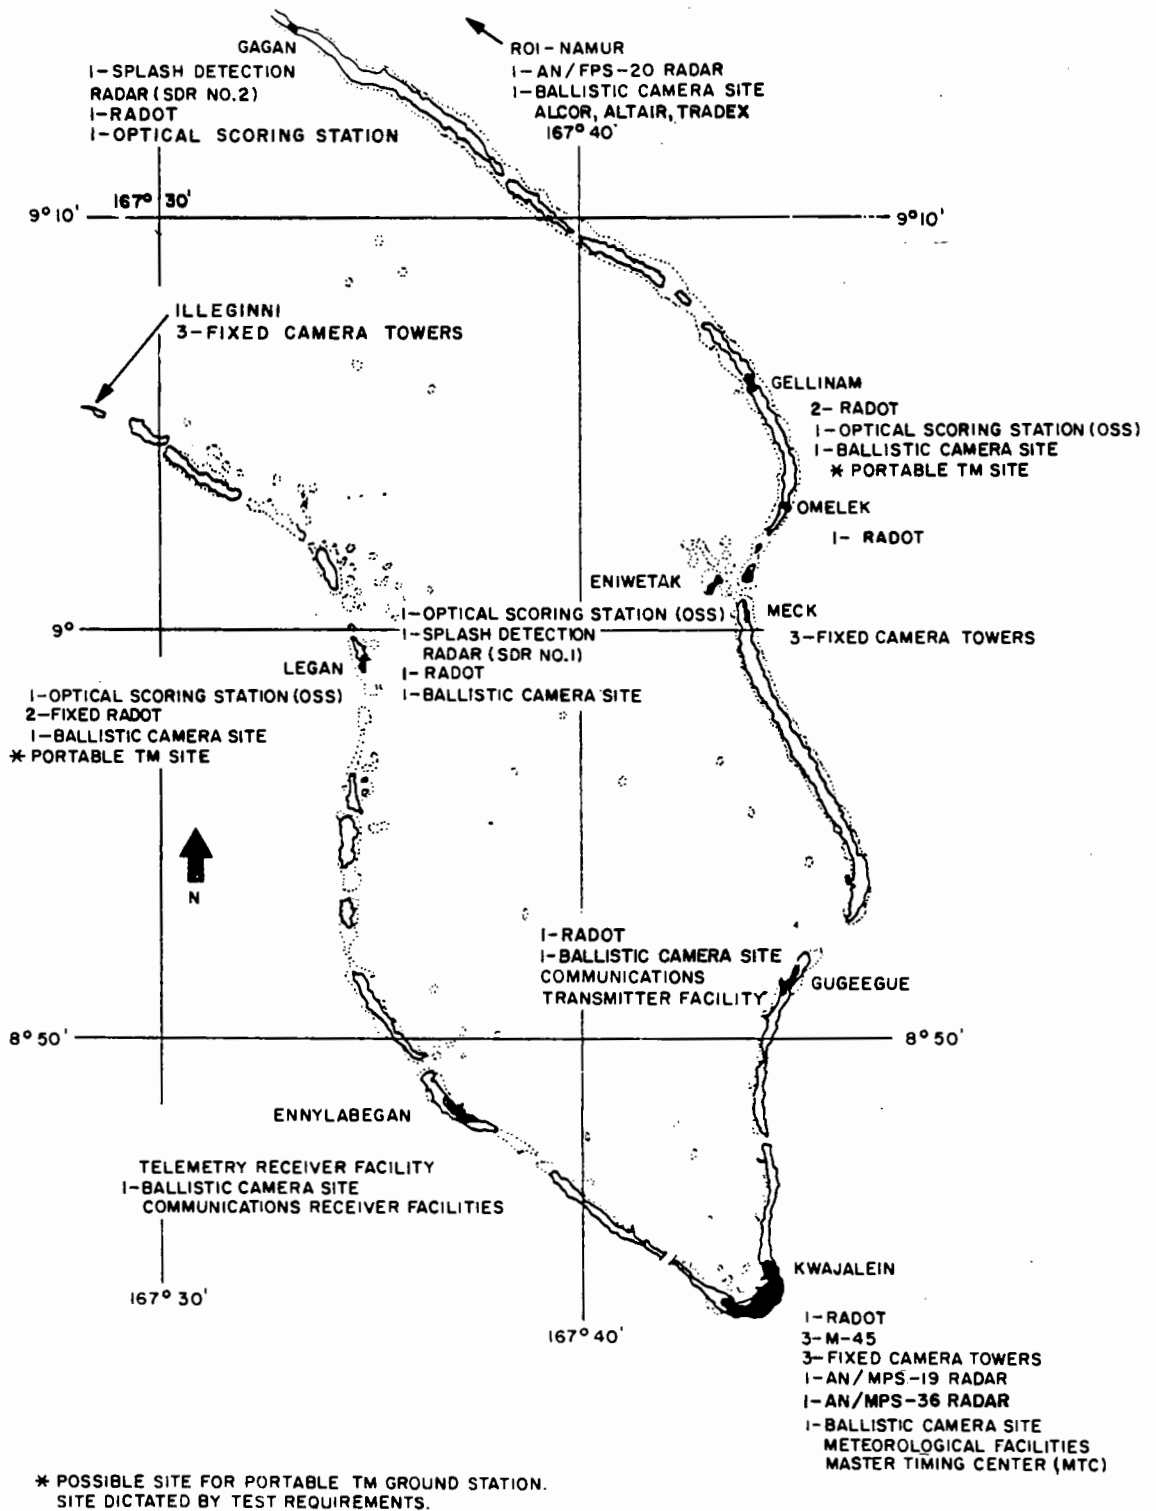 GAGAN
1-SPLASH DETECTION
RADAR (SDR NO.2)
1-RADOT
1-OPTICAL SCORING STATION
ROI-NAMUR
1-AN/FPS-20 RADAR
1-BALLISTIC CAMERA SITE
ALCOR, ALTAIR, TRADEX
167° 40'
167° 30'
9° 10'
9° 10'
ILLEGINNI
3-FIXED CAMERA TOWERS
GELLINAM
2- RADOT
1-OPTICAL SCORING STATION (OSS)
1-BALLISTIC CAMERA SITE
* PORTABLE TM SITE
OMELEK
1- RADOT
ENIWETAK
1-OPTICAL SCORING STATION (OSS)
1-SPLASH DETECTION
RADAR (SDR NO.1)
1-RADOT
1-BALLISTIC CAMERA SITE
MECK
3-FIXED CAMERA TOWERS
9°
LEGAN
1-OPTICAL SCORING STATION (OSS)
2-FIXED RADOT
1-BALLISTIC CAMERA SITE
* PORTABLE TM SITE
N
1-RADOT
1-BALLISTIC CAMERA SITE
COMMUNICATIONS
TRANSMITTER FACILITY
GUGEEGUE
8° 50'
8° 50'
ENNYLABEGAN
TELEMETRY RECEIVER FACILITY
1-BALLISTIC CAMERA SITE
COMMUNICATIONS RECEIVER FACILITIES
KWAJALEIN
1-RADOT
3-M-45
3-FIXED CAMERA TOWERS
1-AN/MPS-19 RADAR
1-AN/MPS-36 RADAR
1-BALLISTIC CAMERA SITE
METEOROLOGICAL FACILITIES
MASTER TIMING CENTER (MTC)
167° 30'
167° 40'
* POSSIBLE SITE FOR PORTABLE TM GROUND STATION.
SITE DICTATED BY TEST REQUIREMENTS.